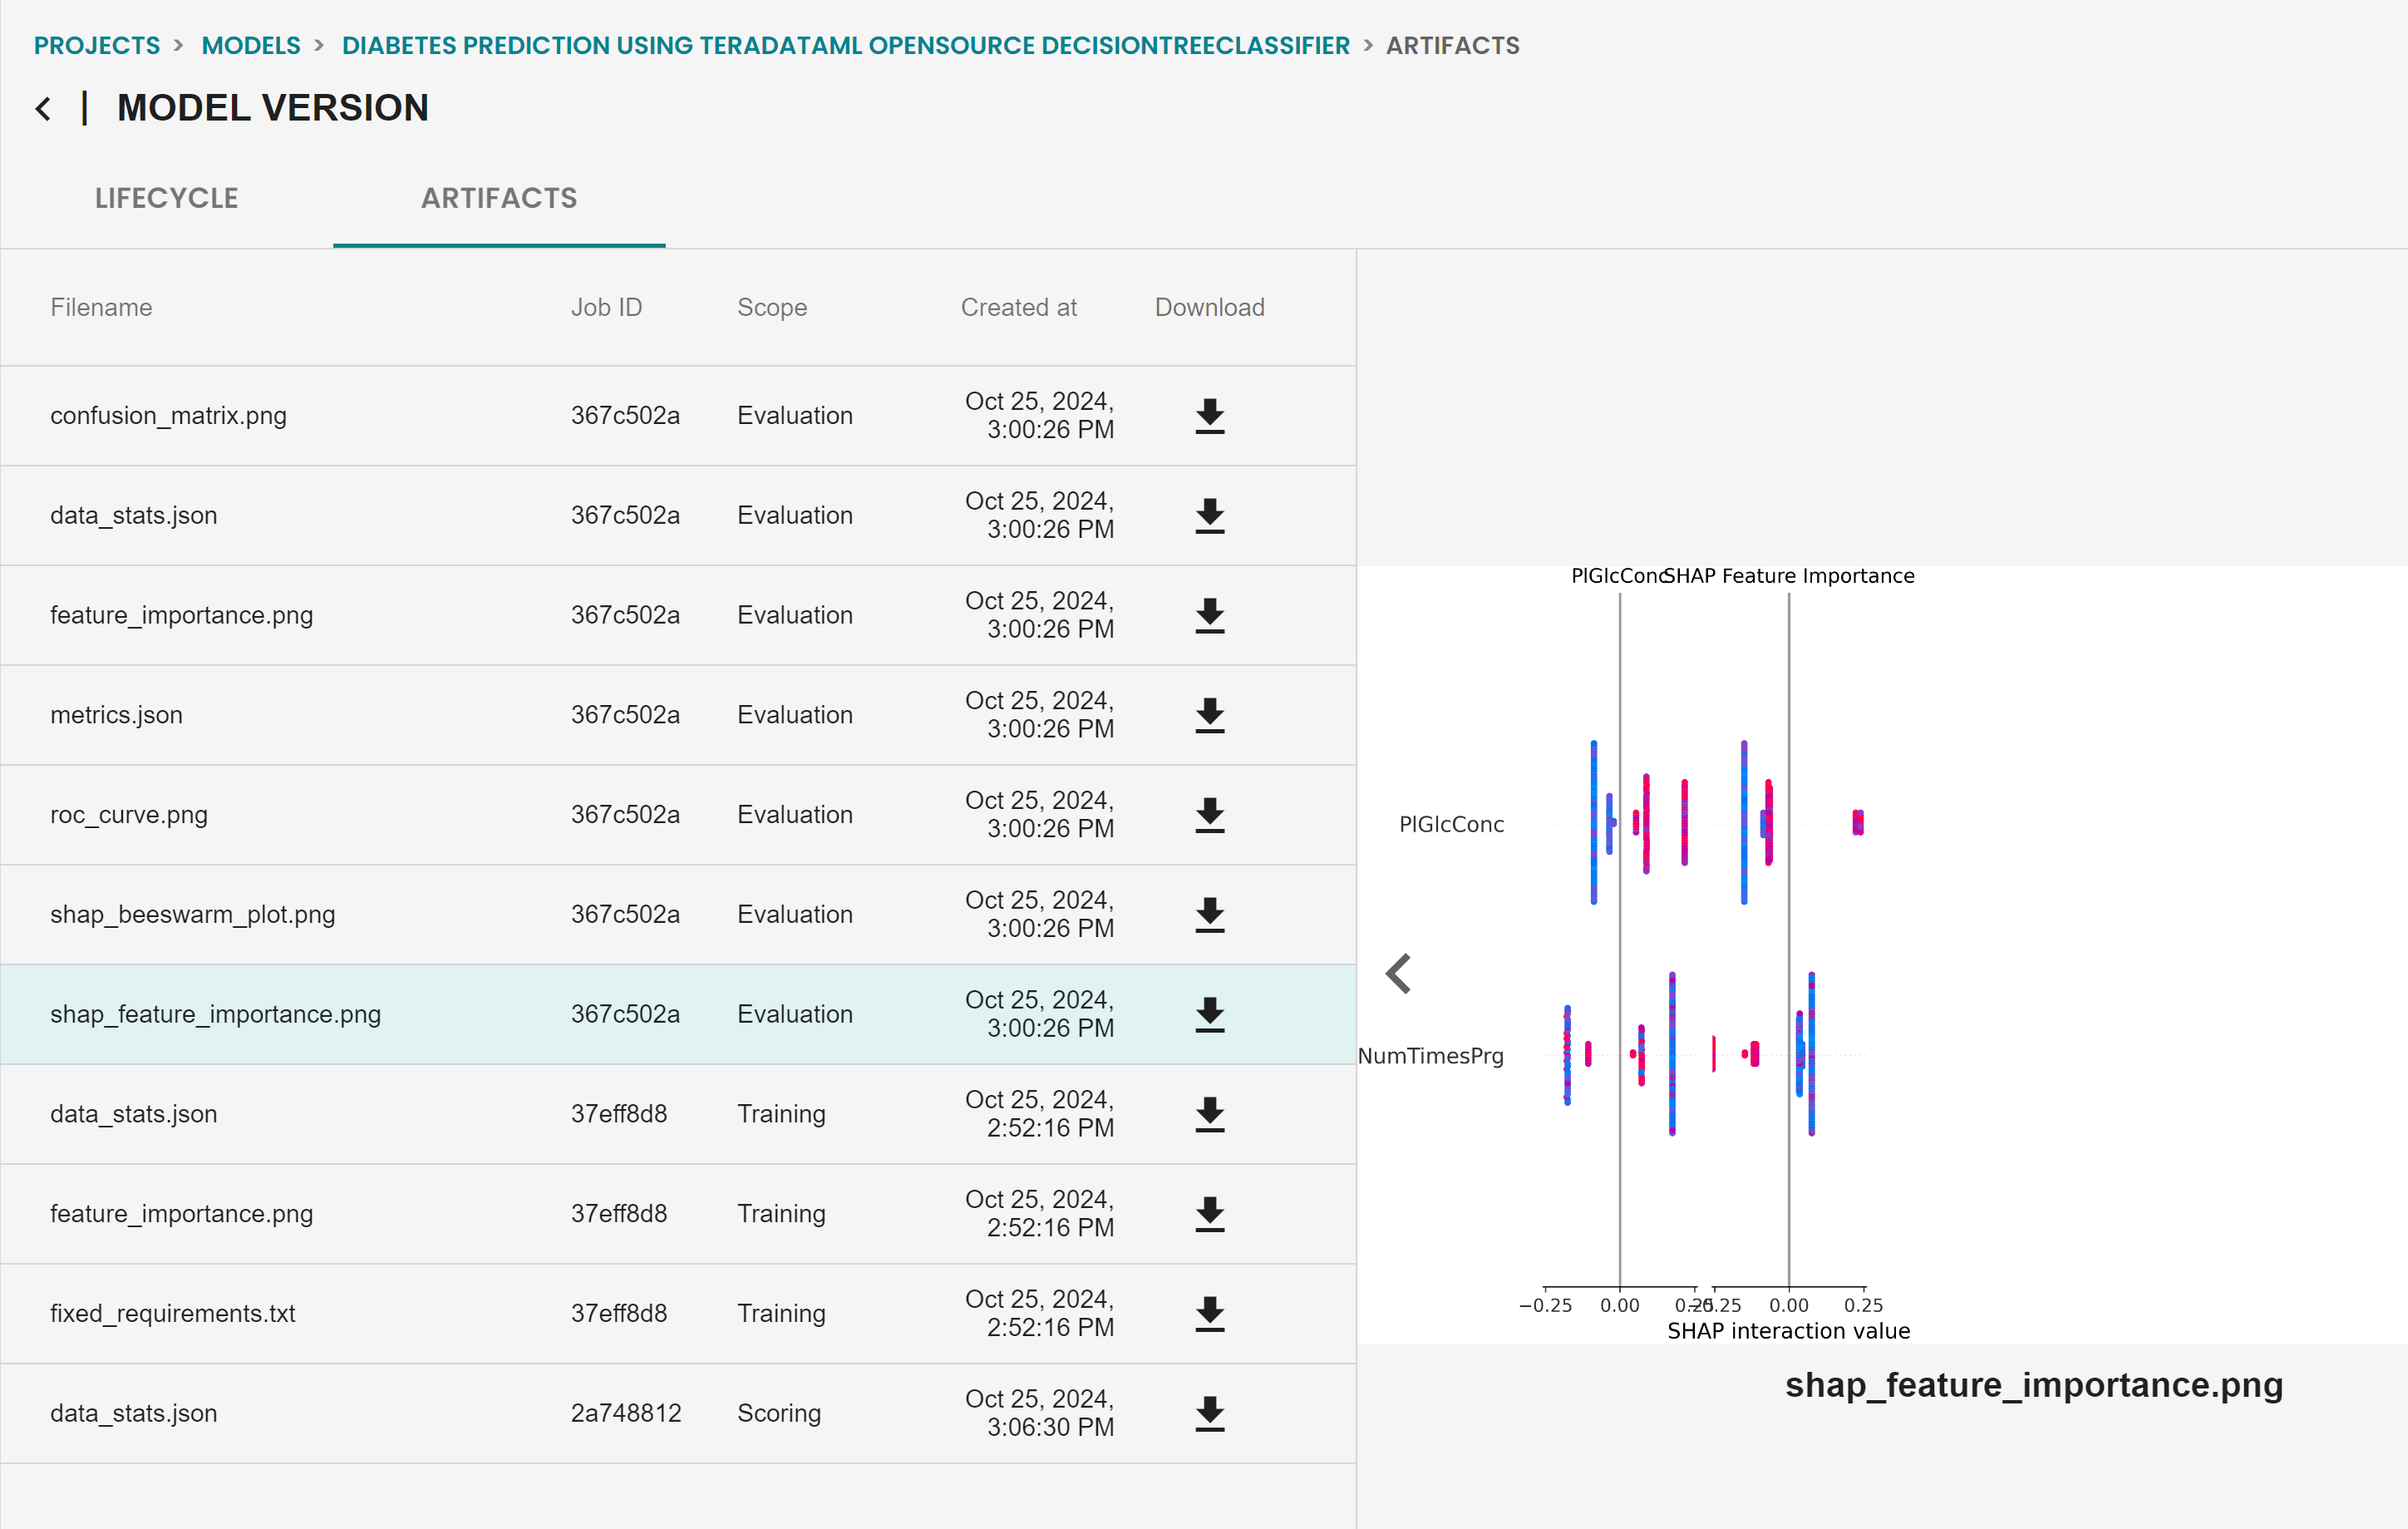 PROJECTS > MODELS > DIABETES PREDICTION USING TERADATAML OPENSOURCE DECISIONTREECLASSIFIER > ARTIFACTS
MODEL VERSION
LIFECYCLE ARTIFACTS
Filename Job ID Scope Created at Download
confusion_matrix.png 367c502a Evaluation Oct 25, 2024,
3:00:26 PM
data_stats.json 367c502a Evaluation Oct 25, 2024,
3:00:26 PM
feature_importance.png 367c502a Evaluation Oct 25, 2024,
3:00:26 PM
metrics.json 367c502a Evaluation Oct 25, 2024,
3:00:26 PM
roc_curve.png 367c502a Evaluation Oct 25, 2024,
3:00:26 PM
shap_beeswarm_plot.png 367c502a Evaluation Oct 25, 2024,
3:00:26 PM
shap_feature_importance.png 367c502a Evaluation Oct 25, 2024,
3:00:26 PM
data_stats.json 37eff8d8 Training Oct 25, 2024,
2:52:16 PM
feature_importance.png 37eff8d8 Training Oct 25, 2024,
2:52:16 PM
fixed_requirements.txt 37eff8d8 Training Oct 25, 2024,
2:52:16 PM
data_stats.json 2a748812 Scoring Oct 25, 2024,
3:06:30 PM
PlGlcConc SHAP Feature Importance
PlGlcConc
NumTimesPrg
−0.25 0.00 0.25 −0.25 0.00 0.25
SHAP interaction value
shap_feature_importance.png